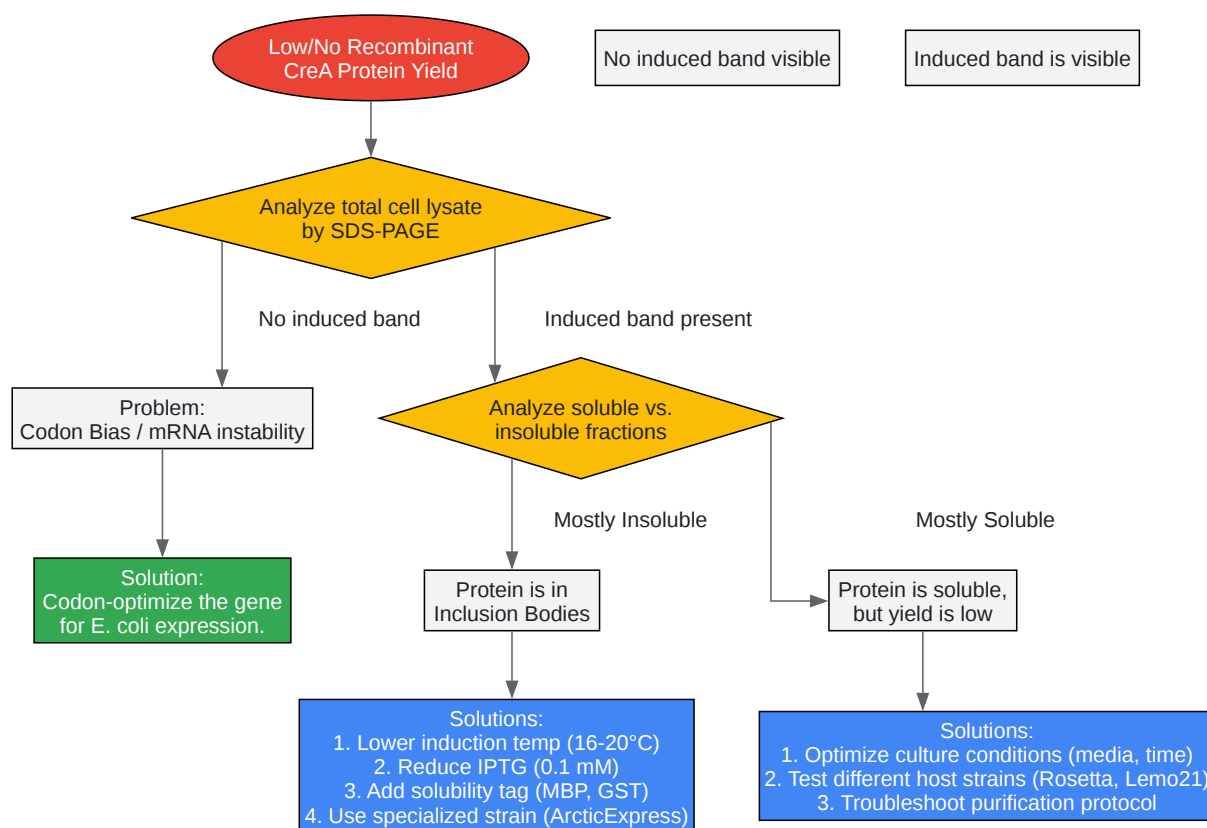 Low/No Recombinant
CreA Protein Yield
No induced band visible
Induced band is visible
Analyze total cell lysate
by SDS-PAGE
No induced band
Induced band present
Problem:
Codon Bias / mRNA instability
Analyze soluble vs.
insoluble fractions
Mostly Insoluble
Mostly Soluble
Solution:
Codon-optimize the gene
for E. coli expression.
Protein is in
Inclusion Bodies
Protein is soluble,
but yield is low
Solutions:
1. Lower induction temp (16-20°C)
2. Reduce IPTG (0.1 mM)
3. Add solubility tag (MBP, GST)
4. Use specialized strain (ArcticExpress)
Solutions:
1. Optimize culture conditions (media, time)
2. Test different host strains (Rosetta, Lemo21)
3. Troubleshoot purification protocol